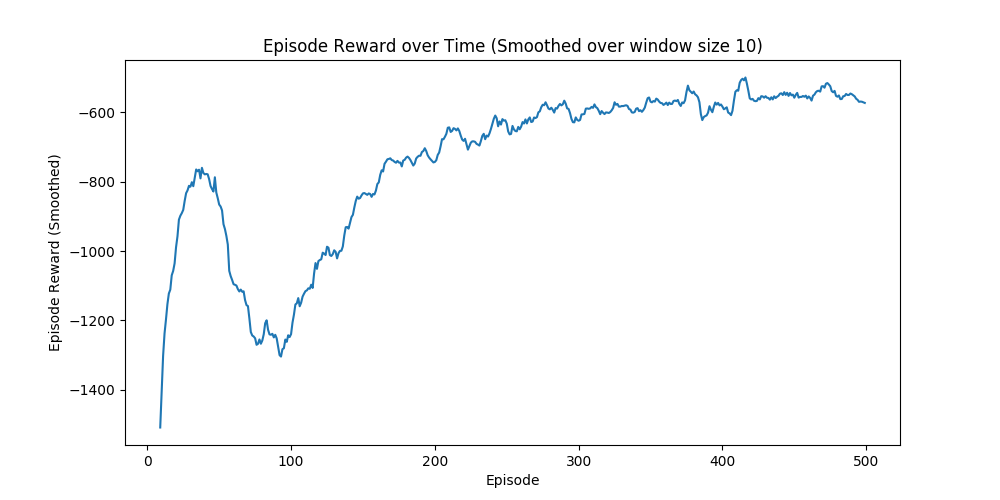 Episode Reward over Time (Smoothed over window size 10)
Episode Reward (Smoothed)
−600
−800
−1000
−1200
−1400
0 100 200 300 400 500
Episode